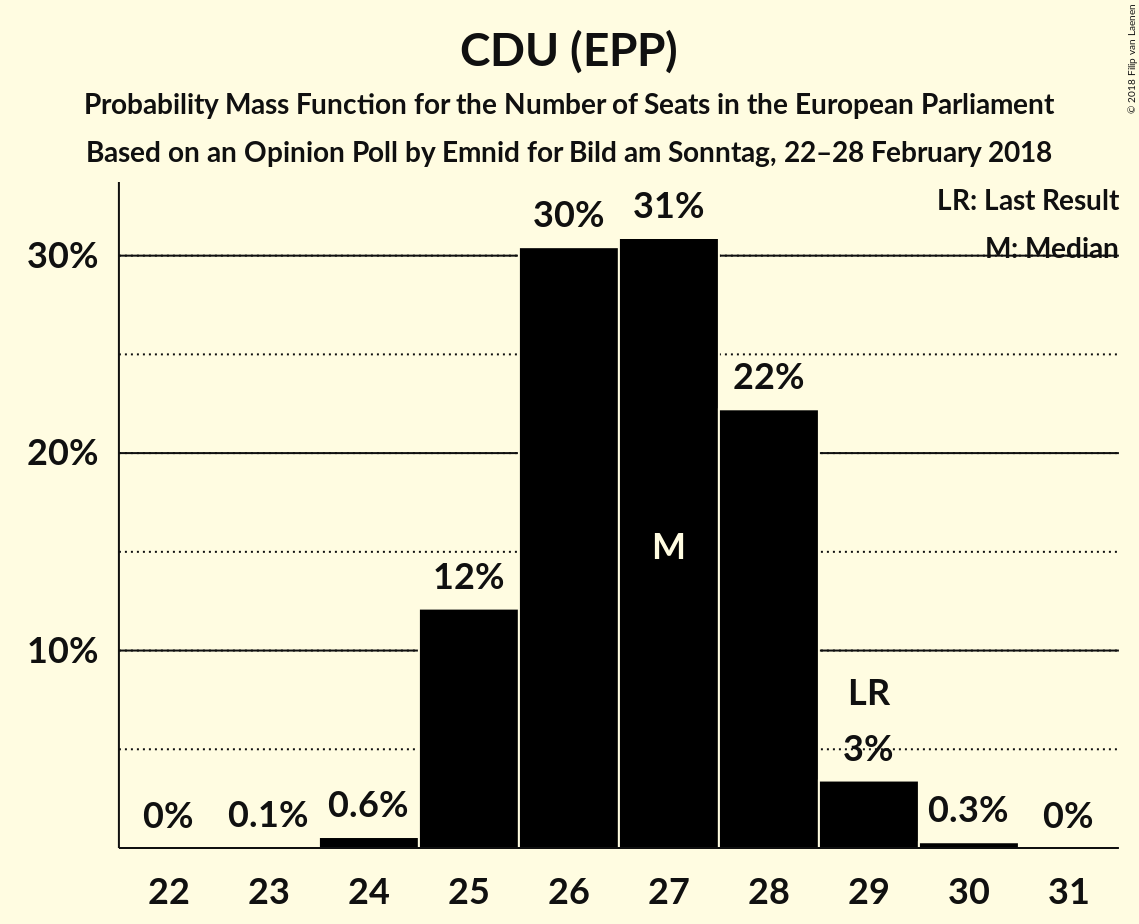 CDU (EPP)
Probability Mass Function for the Number of Seats in the European Parliament
Based on an Opinion Poll by Emnid for Bild am Sonntag, 22–28 February 2018
© 2018 Filip van Laenen
LR: Last Result
M: Median
30%
20%
10%
0%
0.1%
0.6%
12%
30%
31%
22%
3%
0.3%
0%
M
LR
22 23 24 25 26 27 28 29 30 31